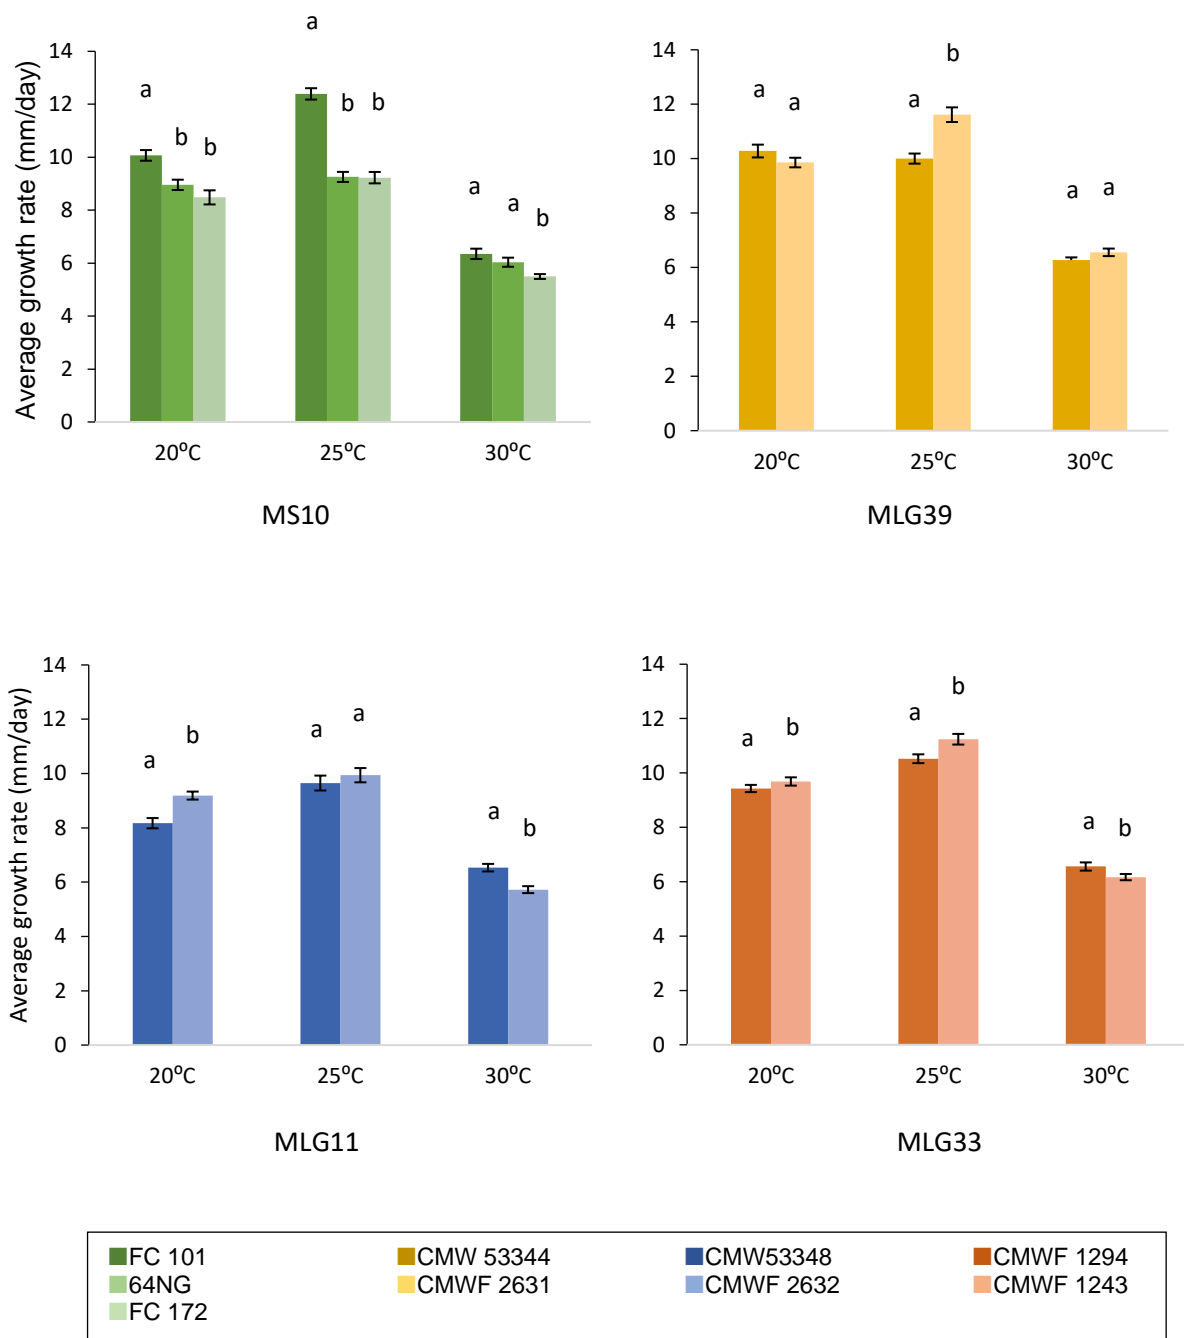 a
14
12
10
8
6
4
2
0
Average growth rate (mm/day)
a b b
b b
a a b
20ºC 25ºC 30ºC
MS10
14
12
10
8
6
4
2
0
a a
a b
a a
20ºC 25ºC 30ºC
MLG39
14
12
10
8
6
4
2
0
Average growth rate (mm/day)
a b
a a
a b
20ºC 25ºC 30ºC
MLG11
14
12
10
8
6
4
2
0
a b
a b
a b
20ºC 25ºC 30ºC
MLG33
FC 101 CMW 53344 CMW53348 CMWF 1294
64NG CMWF 2631 CMWF 2632 CMWF 1243
FC 172